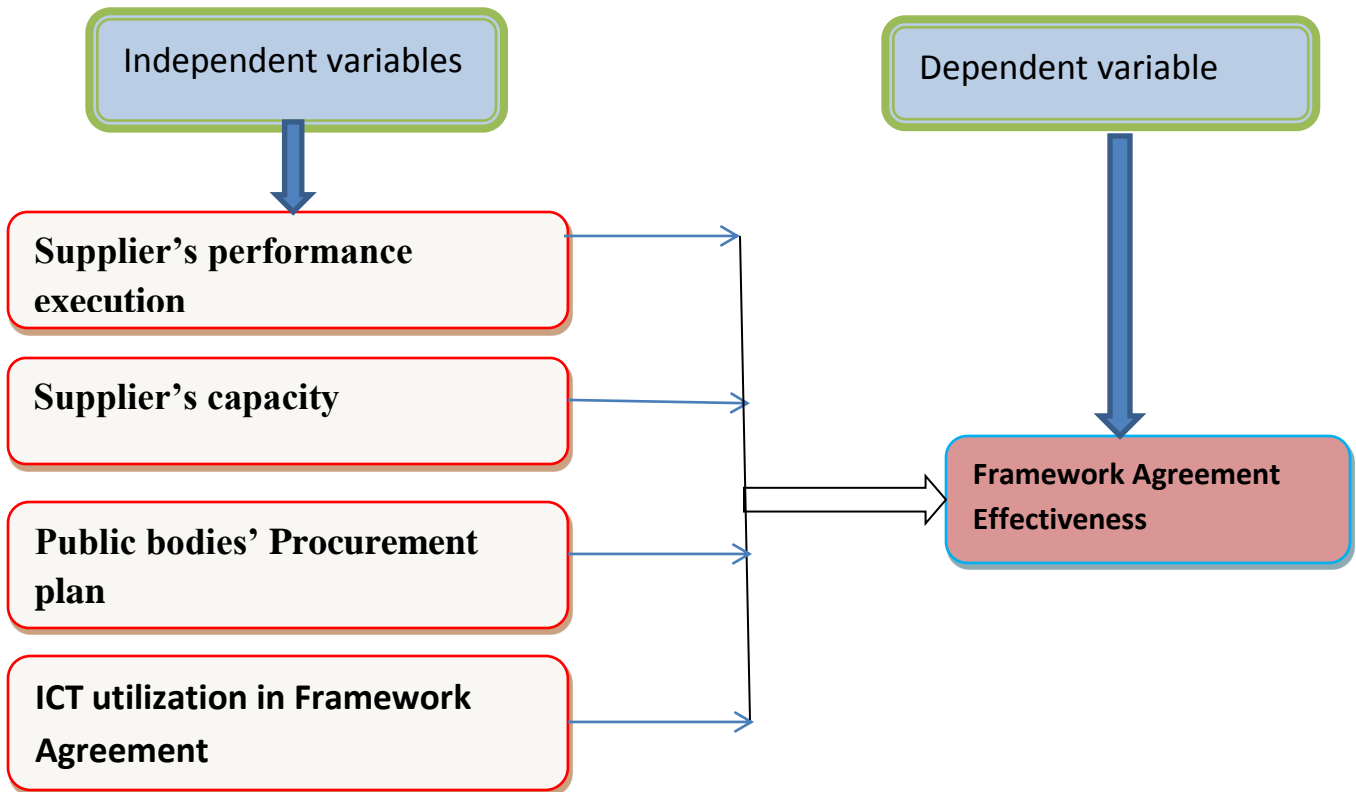 Independent variables
Dependent variable
Supplier’s performance
execution
Supplier’s capacity
Public bodies’ Procurement
plan
ICT utilization in Framework
Agreement
Framework Agreement
Effectiveness